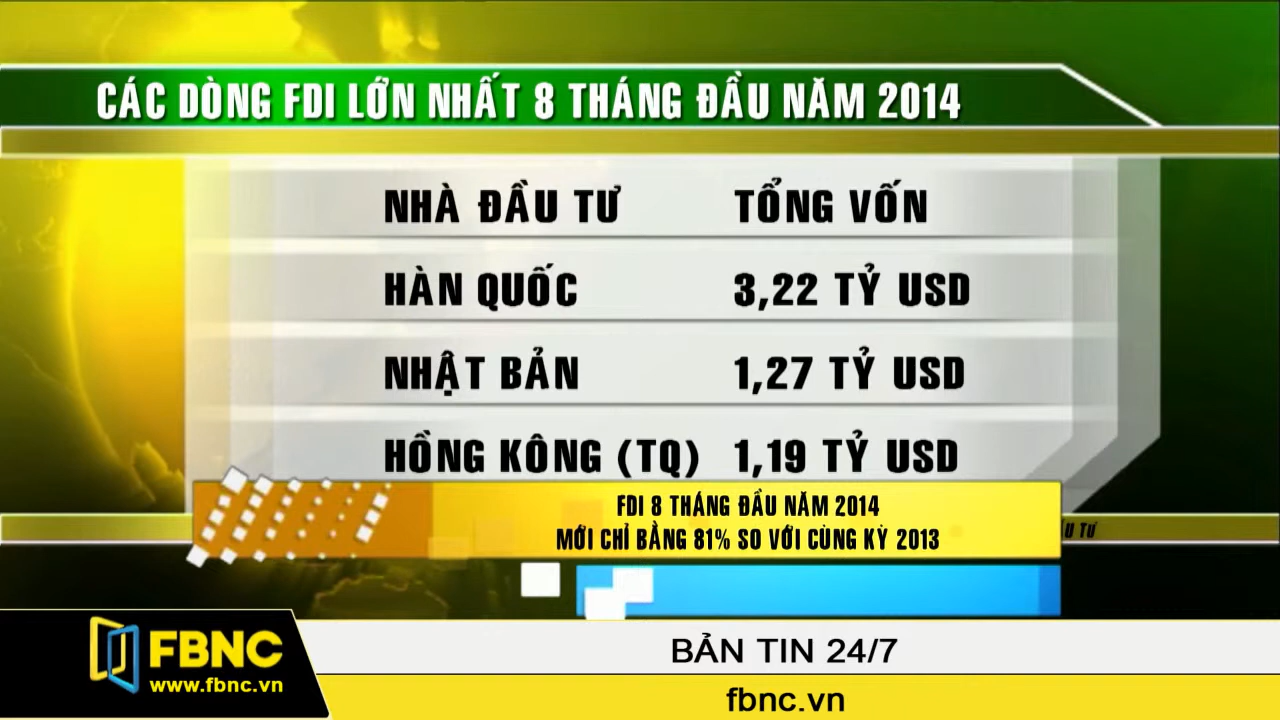 CÁC DÒNG FDI LỚN NHẤT 8 THÁNG ĐẦU NĂM 2014
NHÀ ĐẦU TƯ TỔNG VỐN
HÀN QUỐC 3,22 TỶ USD
NHẬT BẢN 1,27 TỶ USD
HỒNG KÔNG (TQ) 1,19 TỶ USD
FDI 8 THÁNG ĐẦU NĂM 2014
MỚI CHỈ BẰNG 81% SO VỚI CÙNG KỲ 2013
TƯ
FBNC
www.fbnc.vn
BẢN TIN 24/7
fbnc.vn